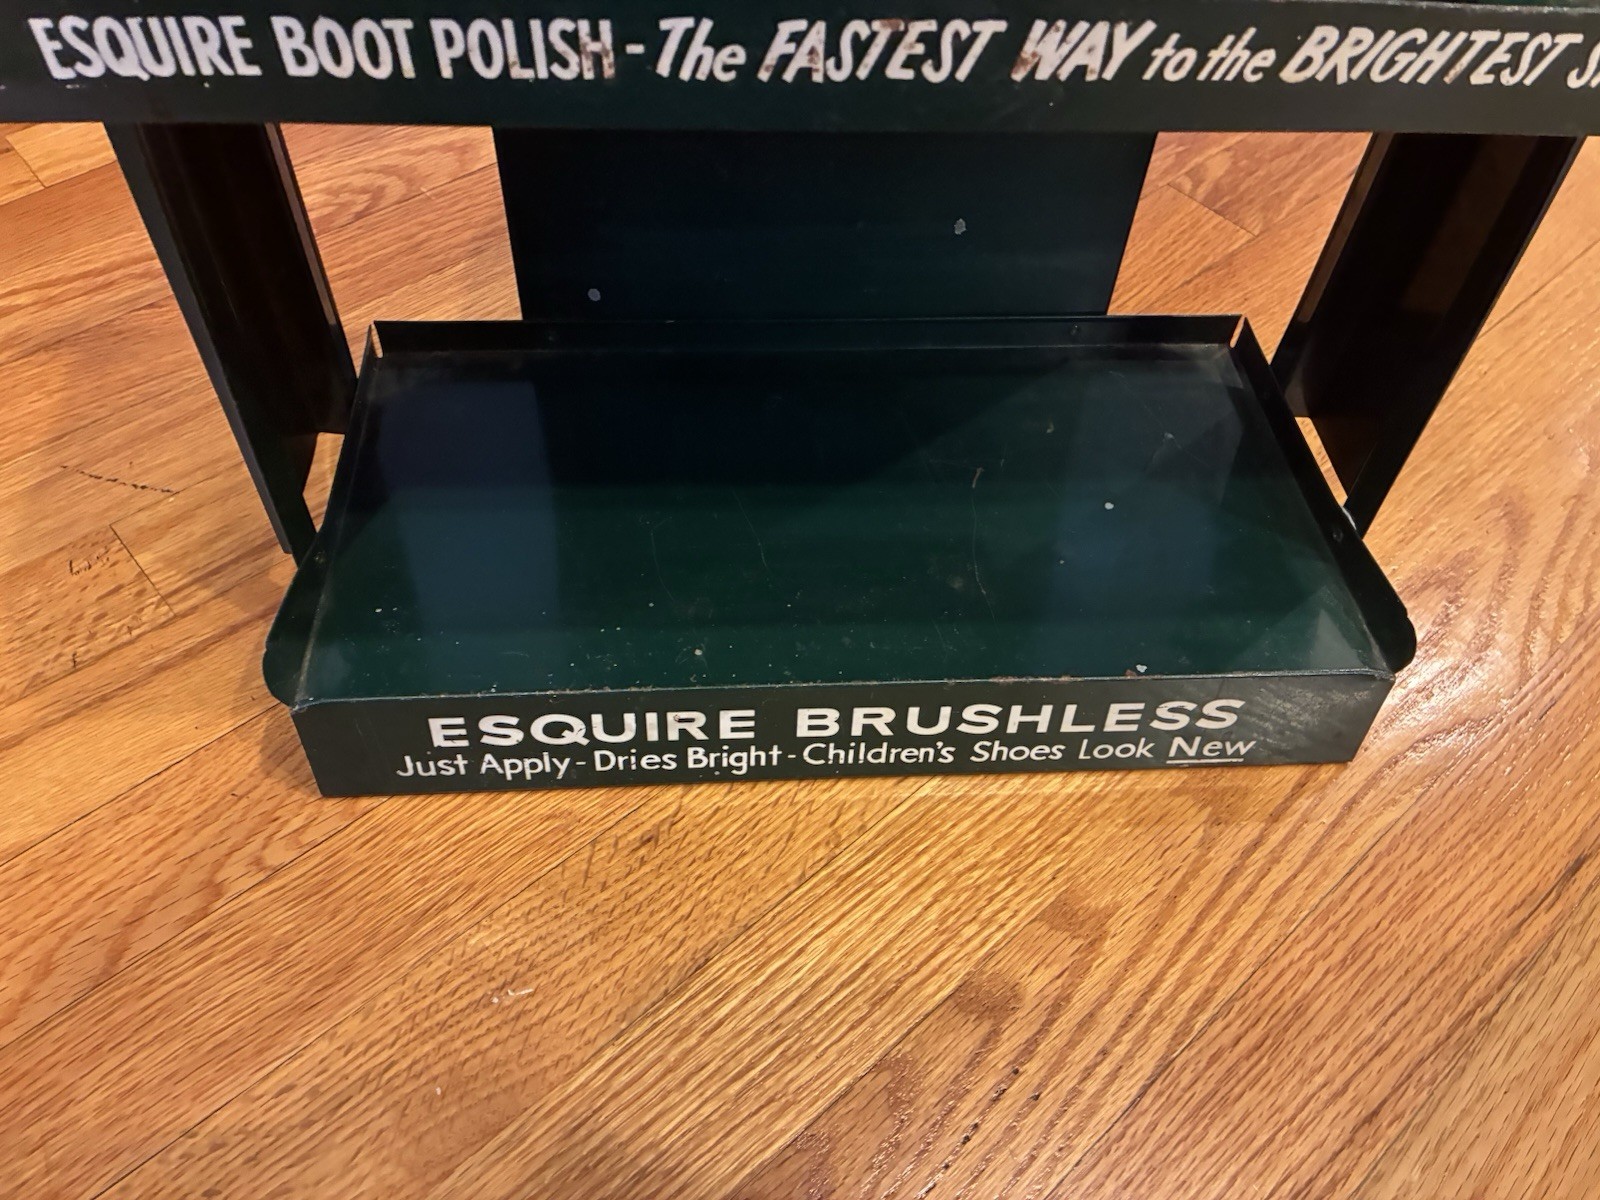 ESQUIRE BOOT POLISH - The FASTEST WAY to the BRIGHTEST
ESQUIRE BRUSHLESS
Just Apply - Dries Bright - Children's Shoes Look New